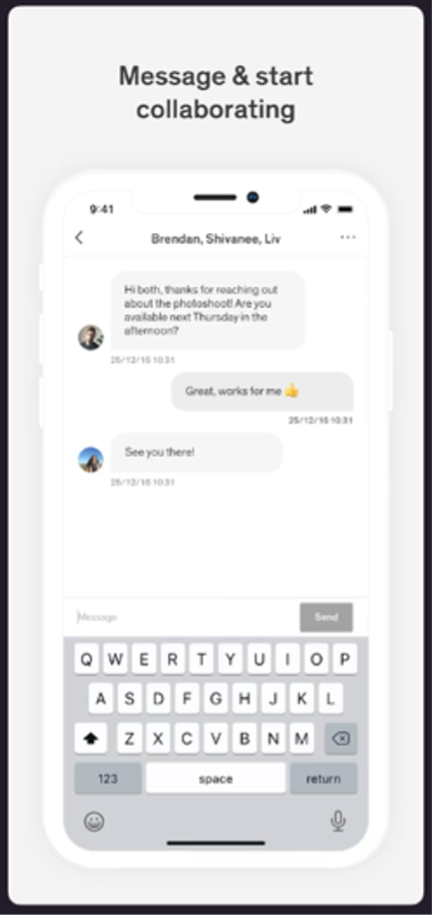 Message & start
collaborating
9:41
Brendan, Shivanee, Liv
Hi both, thanks for reaching out
about the photoshoot! Are you
available next Thursday in the
afternoon?
25/12/16 10:31
Great, works for me 👍
25/12/16 10:31
See you there!
25/12/16 10:31
Message
Send
Q W E R T Y U I O P
A S D F G H J K L
Z X C V B N M
123 space return